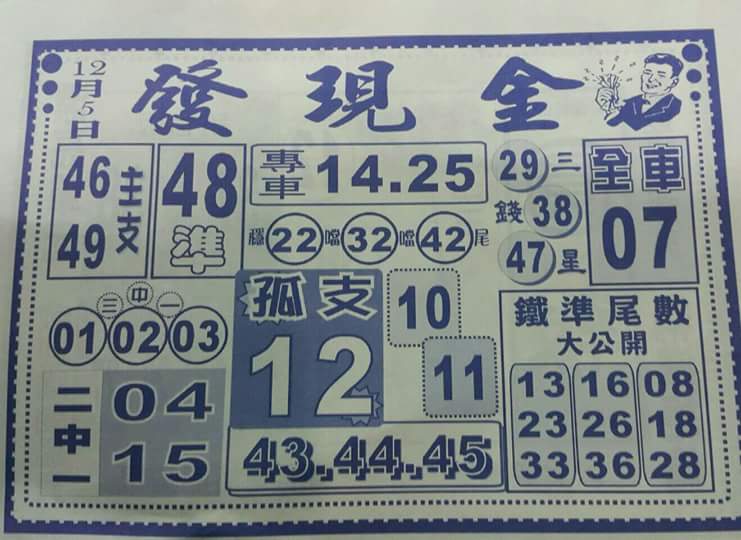 12月5日
發現金
46
49
主支
48
準
專車
14.25
29
38
47
三錢星
全車
07
22
32
42
尾
三中一
01 02 03
孤支
12
10
11
鐵準尾數
大公開
13 16 08
23 26 18
33 36 28
二中一
04
15
43.44.45